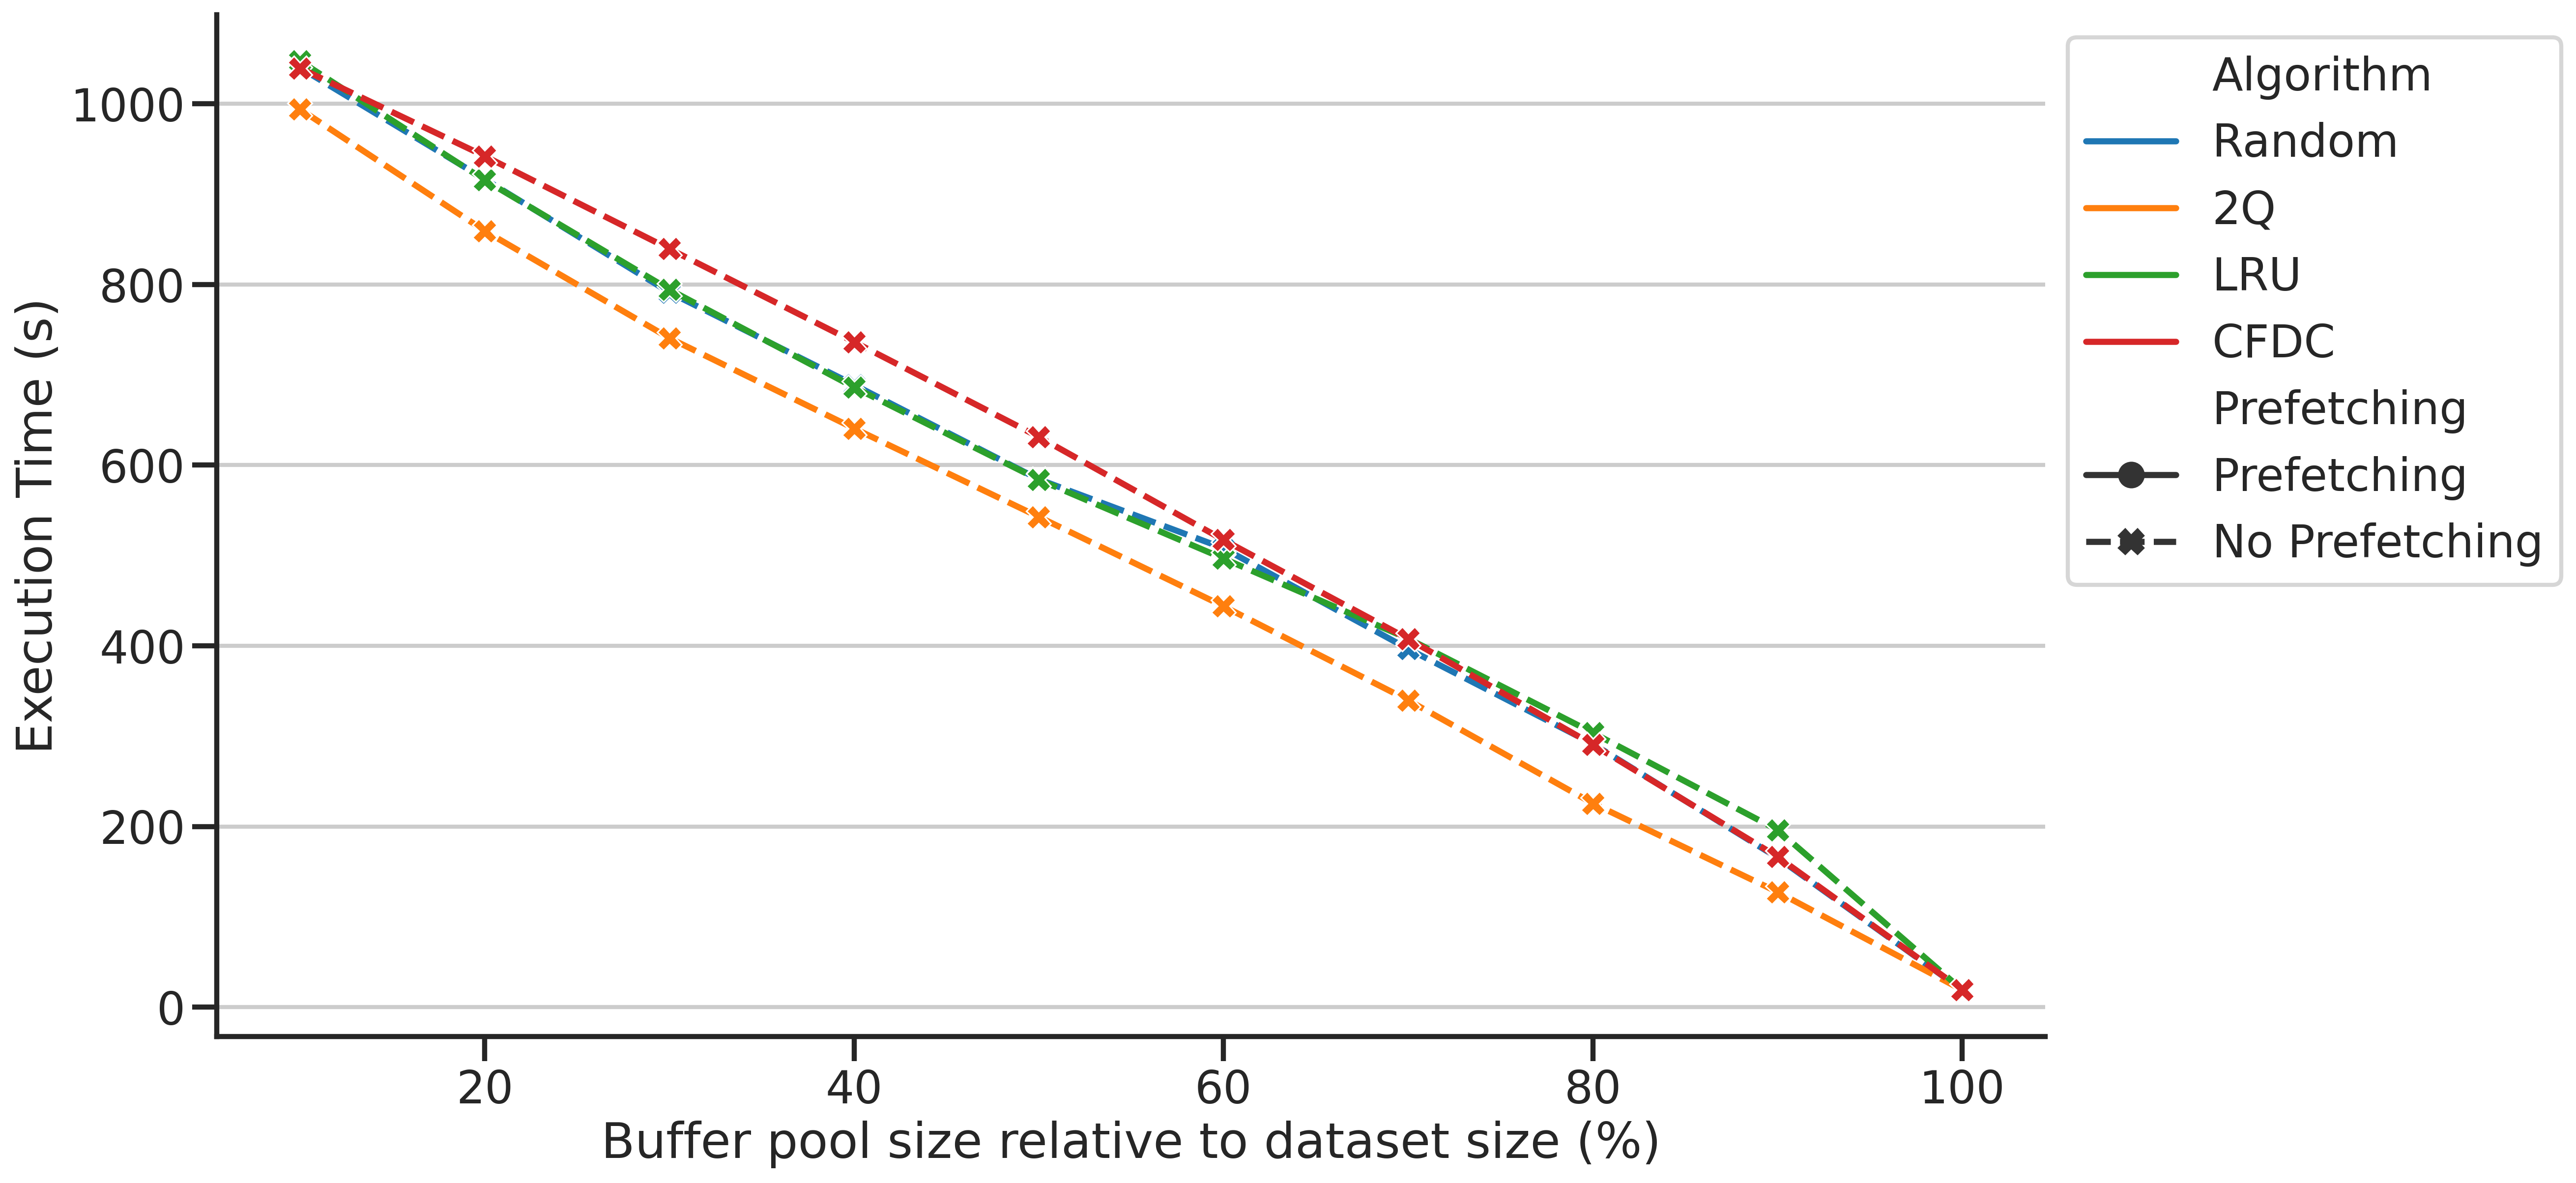 Execution Time (s)
1000
800
600
400
200
0
20 40 60 80 100
Buffer pool size relative to dataset size (%)
Algorithm
Random
2Q
LRU
CFDC
Prefetching
Prefetching
No Prefetching